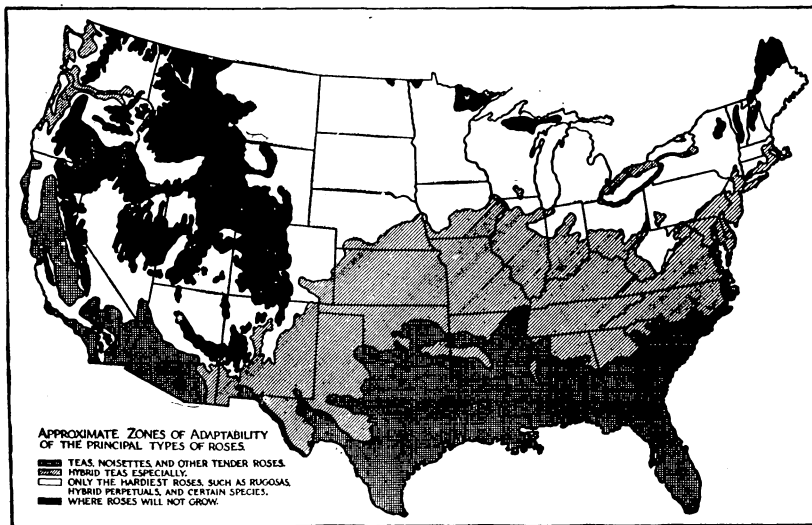 APPROXIMATE ZONES OF ADAPTABILITY
OF THE PRINCIPAL TYPES OF ROSES.
TEAS, NOISETTES, AND OTHER TENDER ROSES.
HYBRID TEAS ESPECIALLY.
ONLY THE HARDIEST ROSES, SUCH AS RUGOSAS,
HYBRID PERPETUALS, AND CERTAIN SPECIES.
WHERE ROSES WILL NOT GROW.